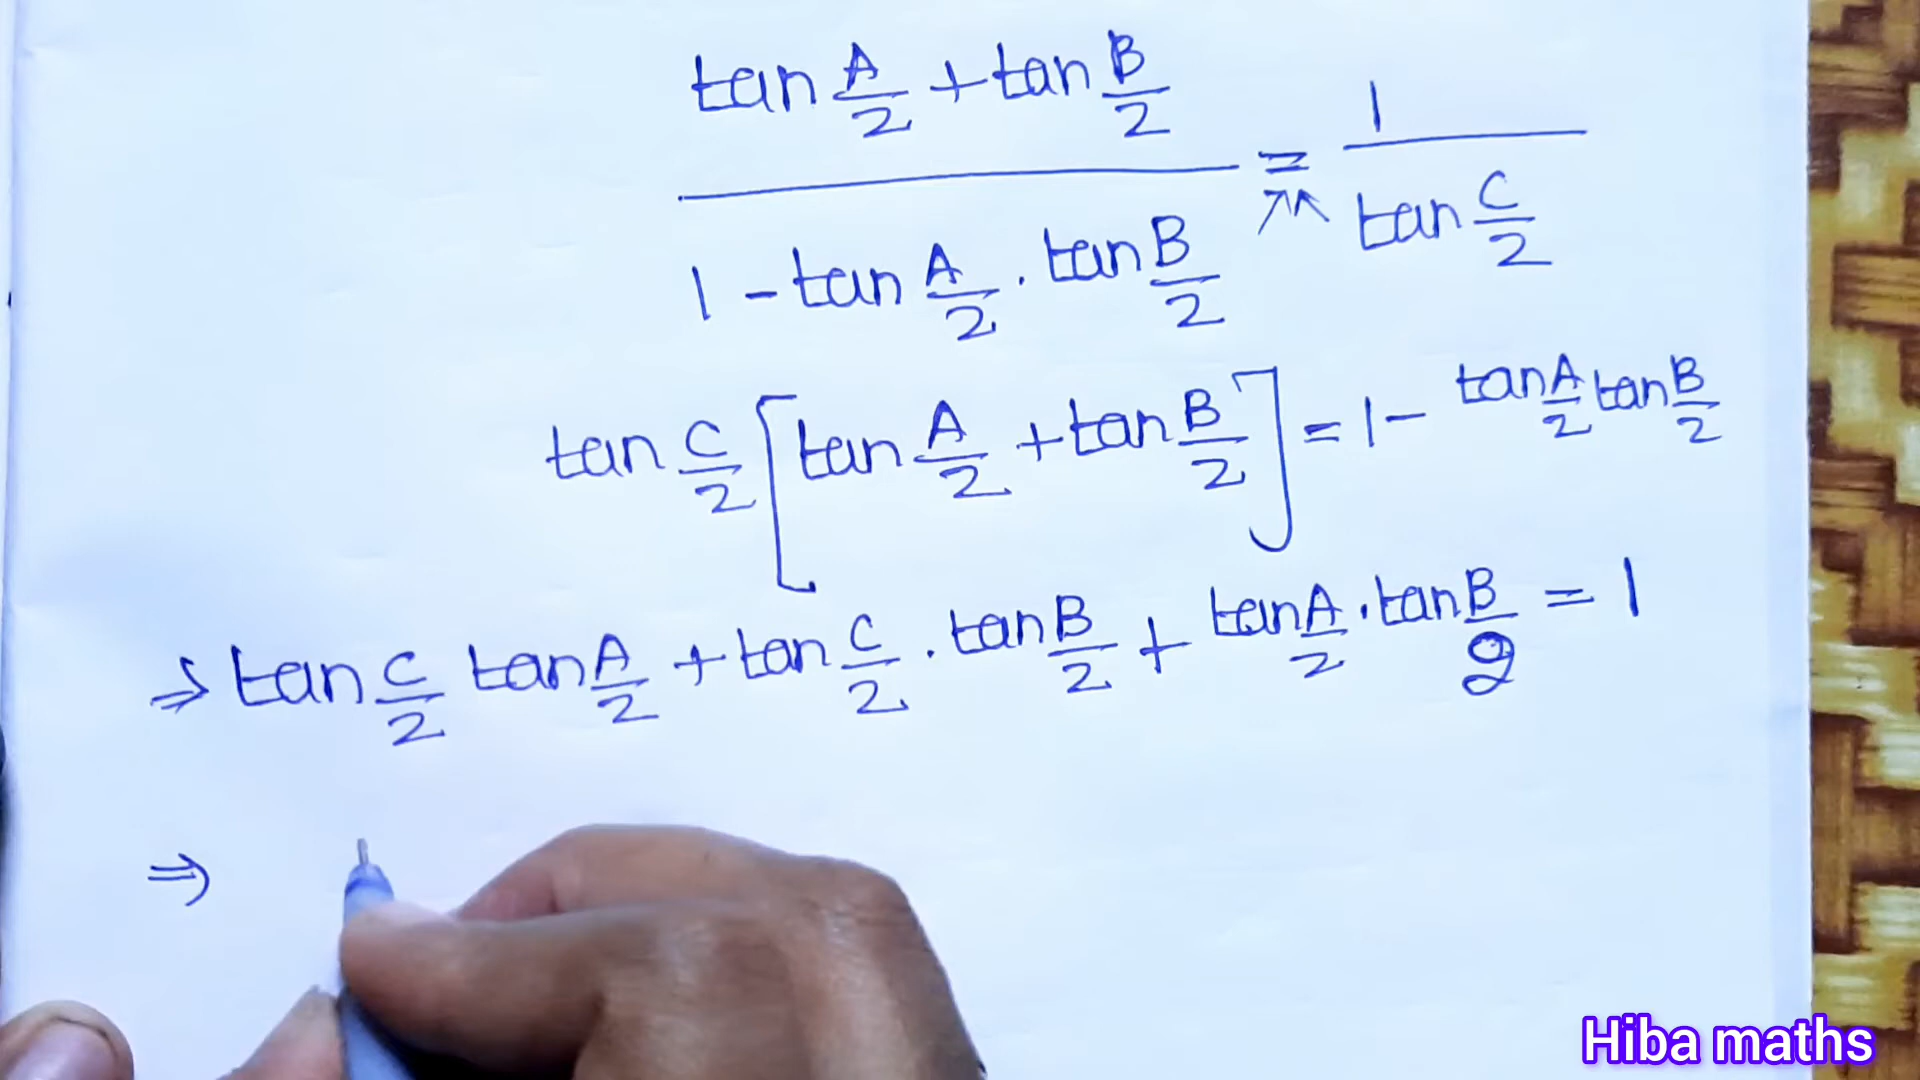 tan A/2 + tan B/2 / 1 - tan A/2 . tan B/2 = 1 / tan C/2
tan C/2 [tan A/2 + tan B/2] = 1 - tan A/2 tan B/2
⇒ tan C/2 tan A/2 + tan C/2 . tan B/2 + tan A/2 . tan B/2 = 1
⇒
Hiba maths